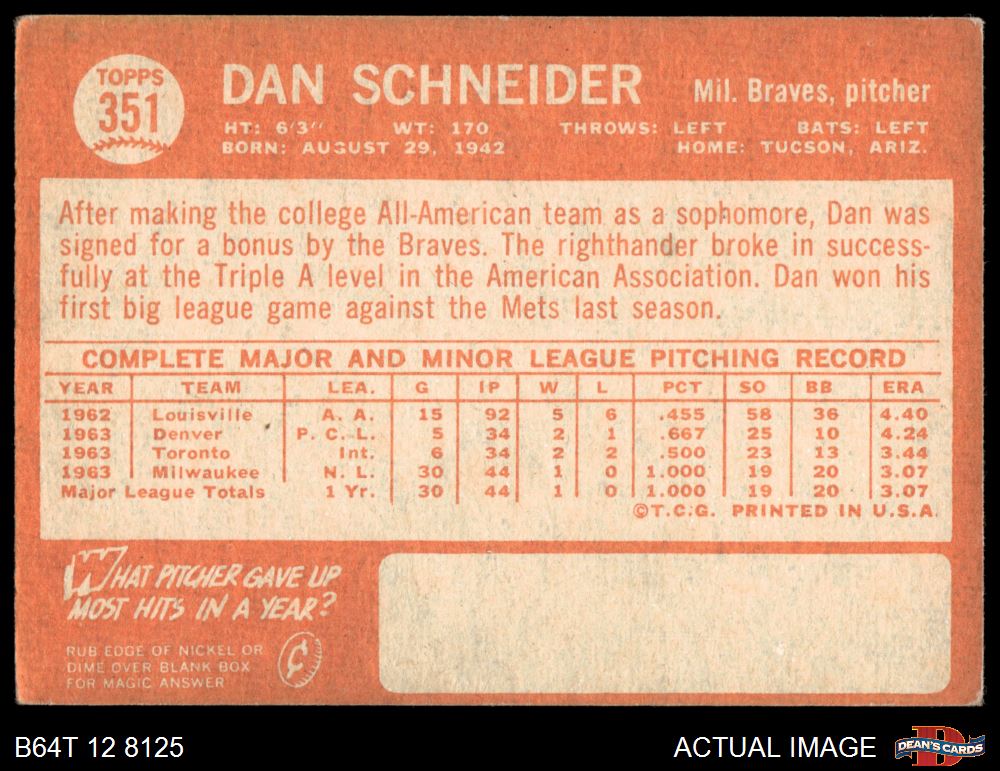 TOPPS
351
DAN SCHNEIDER
Mil. Braves, pitcher
HT: 6'3" WT: 170 THROWS: LEFT BATS: LEFT
BORN: AUGUST 29, 1942 HOME: TUCSON, ARIZ.
After making the college All-American team as a sophomore, Dan was
signed for a bonus by the Braves. The righthander broke in success-
fully at the Triple A level in the American Association. Dan won his
first big league game against the Mets last season.
COMPLETE MAJOR AND MINOR LEAGUE PITCHING RECORD
YEAR TEAM LEA. G IP W L PCT SO BB ERA
1962 Louisville A. A. 15 92 5 6 .455 58 36 4.40
1963 Denver P. C. L. 5 34 2 1 .667 25 10 4.24
1963 Toronto Int. 6 34 2 2 .500 23 13 3.44
1963 Milwaukee N. L. 30 44 1 0 1.000 19 20 3.07
Major League Totals 1 Yr. 30 44 1 0 1.000 19 20 3.07
©T.C.G. PRINTED IN U.S.A.
WHAT PITCHER GAVE UP
MOST HITS IN A YEAR?
RUB EDGE OF NICKEL OR
DIME OVER BLANK BOX
FOR MAGIC ANSWER
¢
B64T 12 8125
ACTUAL IMAGE
DEAN'S CARDS